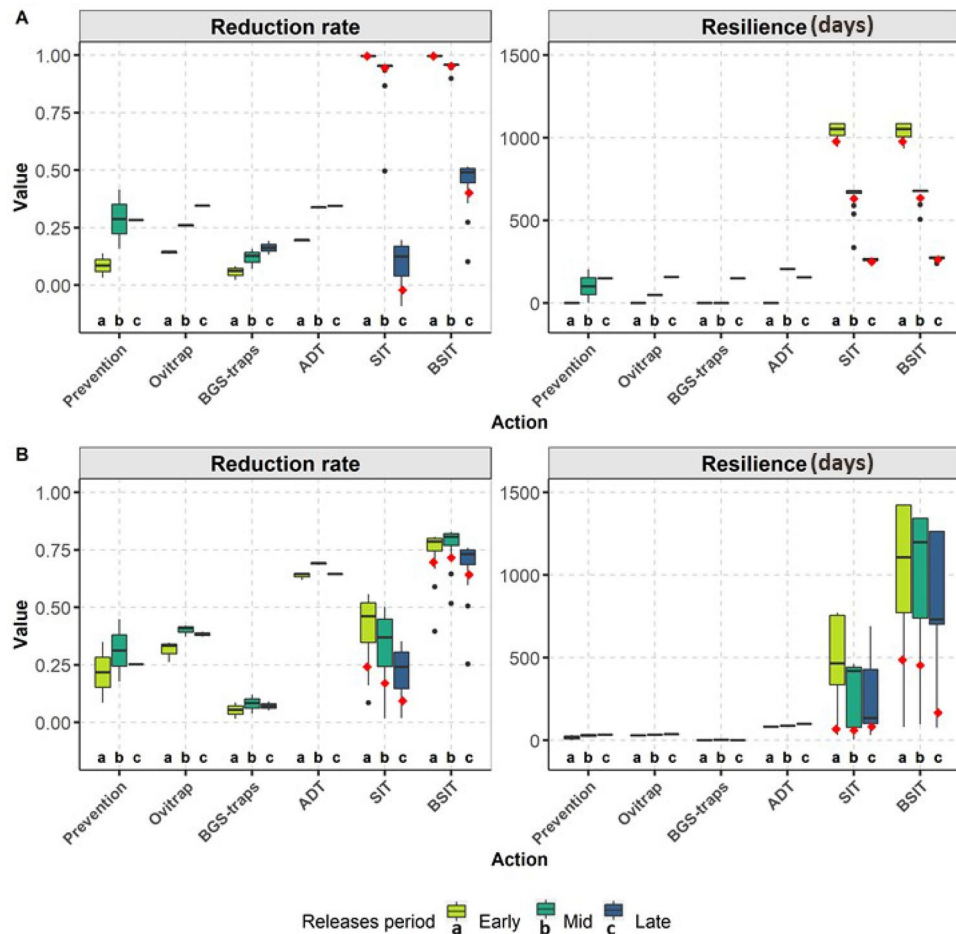 A
Reduction rate
Resilience (days)
Value
1.00
0.75
0.50
0.25
0.00
1500
1000
500
0
a b c a b c a b c a b c a b c a b c
a b c a b c a b c a b c a b c a b c
Prevention Ovitrap BGS-traps ADT SIT BSIT
Prevention Ovitrap BGS-traps ADT SIT BSIT
Action
B
Reduction rate
Resilience (days)
Value
1.00
0.75
0.50
0.25
0.00
1500
1000
500
0
a b c a b c a b c a b c a b c a b c
a b c a b c a b c a b c a b c a b c
Prevention Ovitrap BGS-traps ADT SIT BSIT
Prevention Ovitrap BGS-traps ADT SIT BSIT
Action
Releases period a Early b Mid c Late